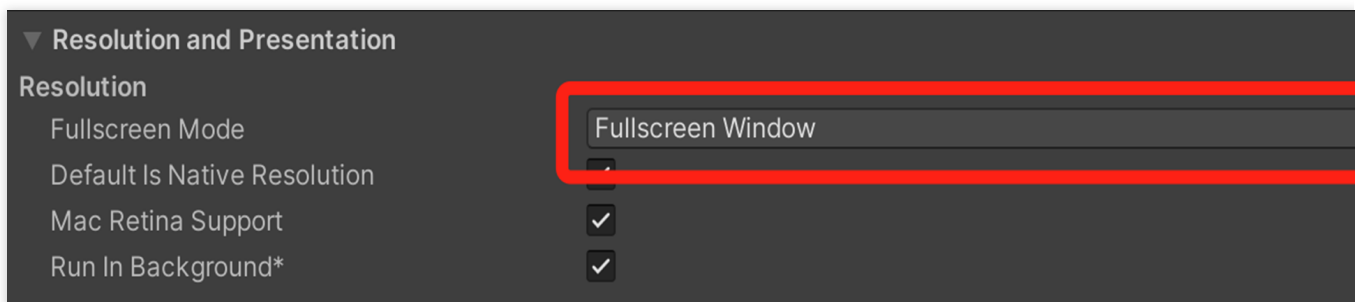 Resolution and Presentation
Resolution
Fullscreen Mode
Fullscreen Window
Default Is Native Resolution
Mac Retina Support
Run In Background*